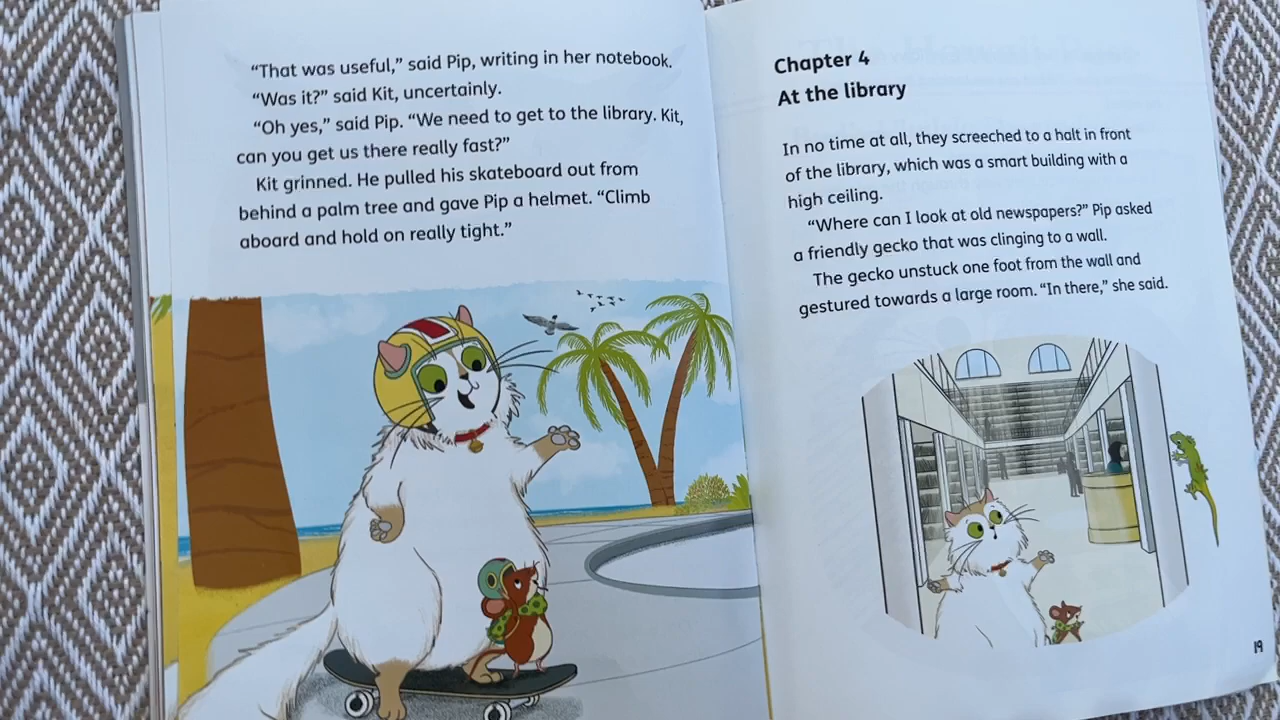 “That was useful,” said Pip, writing in her notebook.
“Was it?” said Kit, uncertainly.
“Oh yes,” said Pip. “We need to get to the library. Kit,
can you get us there really fast?”
Kit grinned. He pulled his skateboard out from
behind a palm tree and gave Pip a helmet. “Climb
aboard and hold on really tight.”
Chapter 4
At the library
In no time at all, they screeched to a halt in front
of the library, which was a smart building with a
high ceiling.
“Where can I look at old newspapers?” Pip asked
a friendly gecko that was clinging to a wall.
The gecko unstuck one foot from the wall and
gestured towards a large room. “In there,” she said.
19